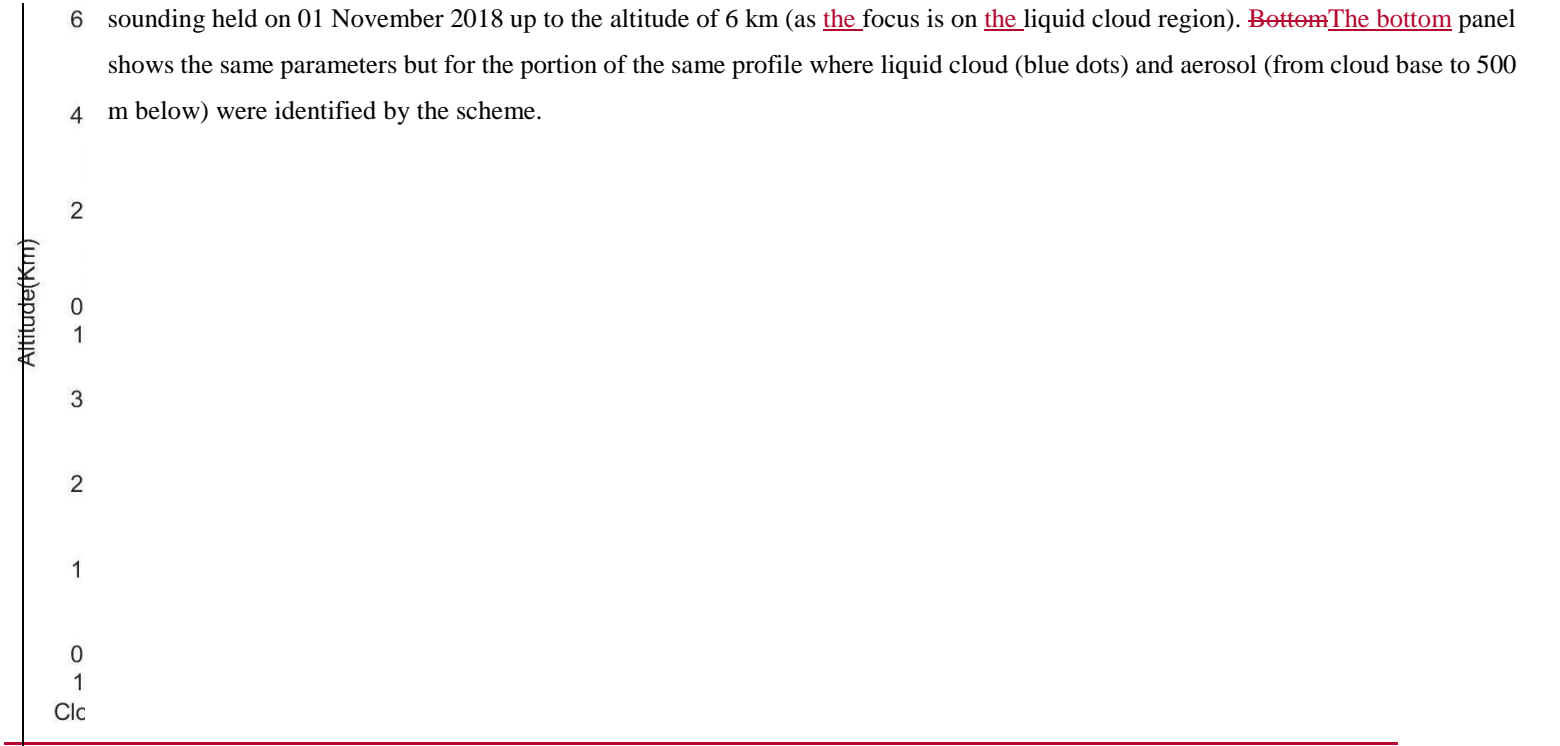 6 sounding held on 01 November 2018 up to the altitude of 6 km (as the focus is on the liquid cloud region). BottomThe bottom panel
shows the same parameters but for the portion of the same profile where liquid cloud (blue dots) and aerosol (from cloud base to 500
4 m below) were identified by the scheme.
2
Altitude(Km)
0
1
3
2
1
0
1
Clc